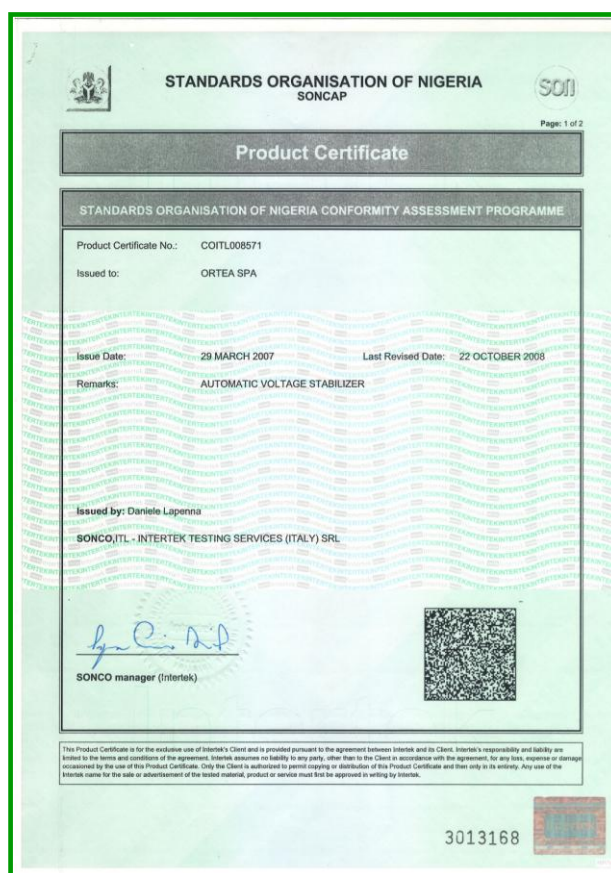 STANDARDS ORGANISATION OF NIGERIA
SONCAP
SON
Page: 1 of 2
Product Certificate
STANDARDS ORGANISATION OF NIGERIA CONFORMITY ASSESSMENT PROGRAMME
Product Certificate No.: COITL008571
Issued to: ORTEA SPA
Issue Date: 29 MARCH 2007 Last Revised Date: 22 OCTOBER 2008
Remarks: AUTOMATIC VOLTAGE STABILIZER
Issued by: Daniele Lapenna
SONCO,ITL - INTERTEK TESTING SERVICES (ITALY) SRL
SONCO manager (Intertek)
This Product Certificate is for the exclusive use of Intertek's Client and is provided pursuant to the agreement between Intertek and its Client. Intertek's responsibility and liability are
limited to the terms and conditions of the agreement. Intertek assumes no liability to any party, other than to the Client in accordance with the agreement, for any loss, expense or damage
occasioned by the use of this Product Certificate. Only the Client is authorized to permit copying or distribution of this Product Certificate and then only in its entirety. Any use of the
Intertek name for the sale or advertisement of the tested material, product or service must first be approved in writing by Intertek.
3013168